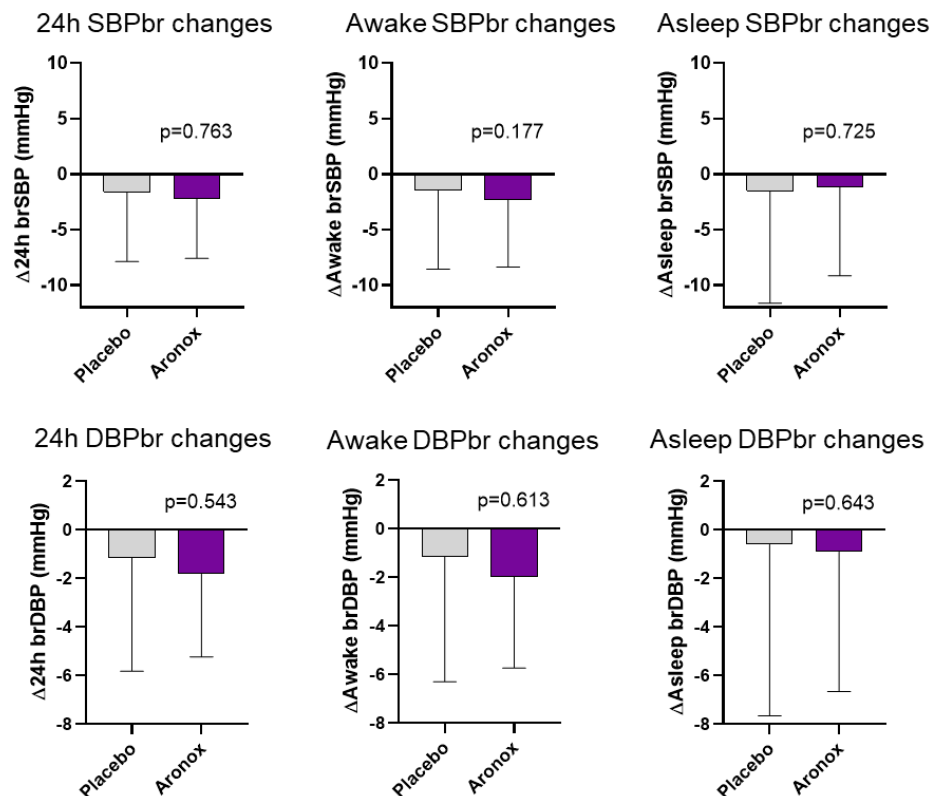 24h SBPbr changes
Δ24h brSBP (mmHg)
10
5
0
-5
-10
p=0.763
Placebo
Aronox
Awake SBPbr changes
ΔAwake brSBP (mmHg)
10
5
0
-5
-10
p=0.177
Placebo
Aronox
Asleep SBPbr changes
ΔAsleep brSBP (mmHg)
10
5
0
-5
-10
p=0.725
Placebo
Aronox
24h DBPbr changes
Δ24h brDBP (mmHg)
2
0
-2
-4
-6
-8
p=0.543
Placebo
Aronox
Awake DBPbr changes
ΔAwake brDBP (mmHg)
2
0
-2
-4
-6
-8
p=0.613
Placebo
Aronox
Asleep DBPbr changes
ΔAsleep brDBP (mmHg)
2
0
-2
-4
-6
-8
p=0.643
Placebo
Aronox